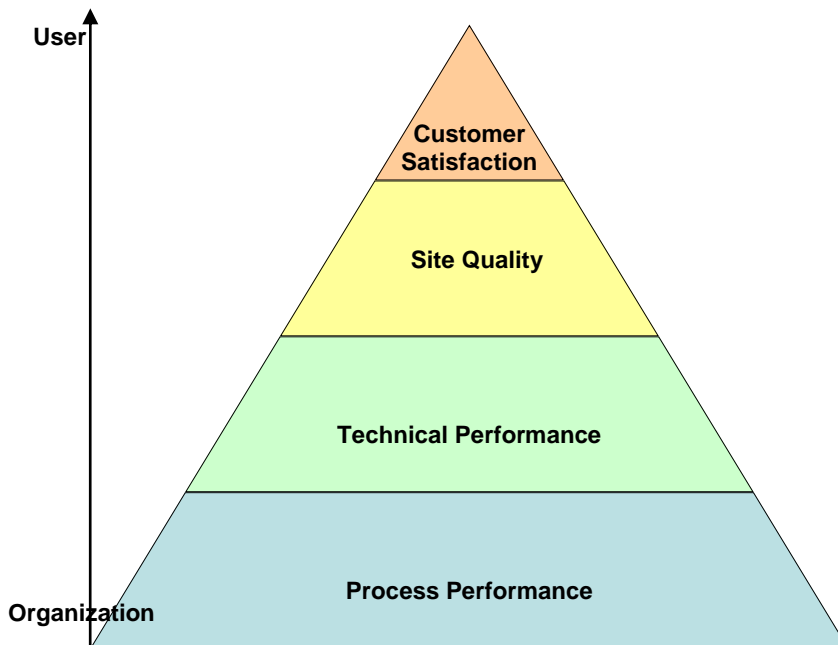 User
Customer
Satisfaction
Site Quality
Technical Performance
Process Performance
Organization